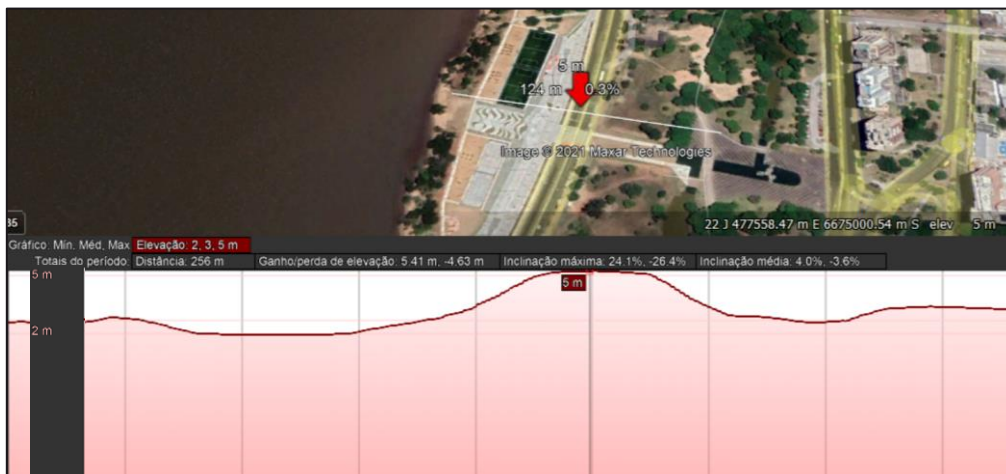 5 m
124 m 0.3%
Image © 2021 Maxar Technologies
35
22 J 477558.47 m E 6675000.54 m S elev 5 m
Gráfico: Mín. Méd, Max Elevação: 2, 3, 5 m
Totais do período: Distância: 256 m Ganho/perda de elevação: 5.41 m, -4.63 m Inclinação máxima: 24.1%, -26.4% Inclinação média: 4.0%, -3.6%
5 m
5 m
2 m